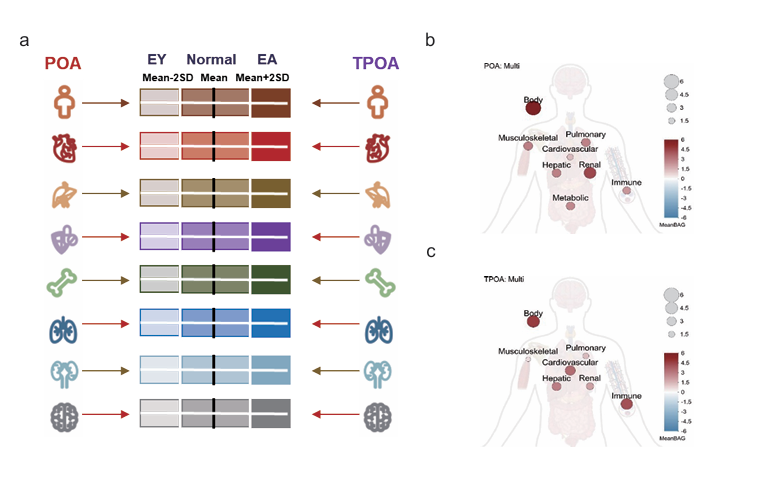 a
POA
EY Normal EA
TPOA
Mean-2SD Mean Mean+2SD
b
POA: Multi
Body
Musculoskeletal
Pulmonary
Cardiovascular
Hepatic
Renal
Immune
Metabolic
6
4.5
3
1.5
6
4.5
3
1.5
0
-1.5
-3
-4.5
-6
MeanBAG
c
TPOA: Multi
Body
Musculoskeletal
Pulmonary
Cardiovascular
Hepatic
Renal
Immune
6
4.5
3
1.5
6
4.5
3
1.5
0
-1.5
-3
-4.5
-6
MeanBAG